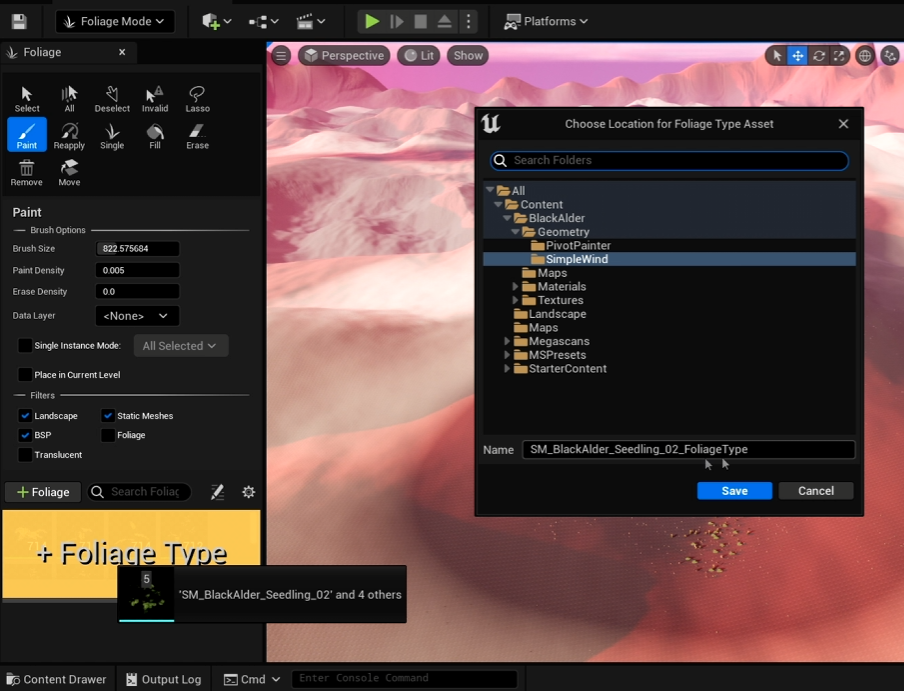 Foliage Mode
Platforms
Foliage
Perspective
Lit
Show
Select
All
Deselect
Invalid
Lasso
Paint
Reapply
Single
Fill
Erase
Remove
Move
Paint
Brush Options
Brush Size
822.575684
Paint Density
0.005
Erase Density
0.0
Data Layer
<None>
Single Instance Mode:
All Selected
Place in Current Level
Filters
Landscape
Static Meshes
BSP
Foliage
Translucent
+ Foliage
Search Foliag
+ Foliage Type
5
'SM_BlackAlder_Seedling_02' and 4 others
Choose Location for Foliage Type Asset
Search Folders
All
Content
BlackAlder
Geometry
PivotPainter
SimpleWind
Maps
Materials
Textures
Landscape
Maps
Megascans
MSPresets
StarterContent
Name
SM_BlackAlder_Seedling_02_FoliageType
Save
Cancel
Content Drawer
Output Log
Cmd
Enter Console Command